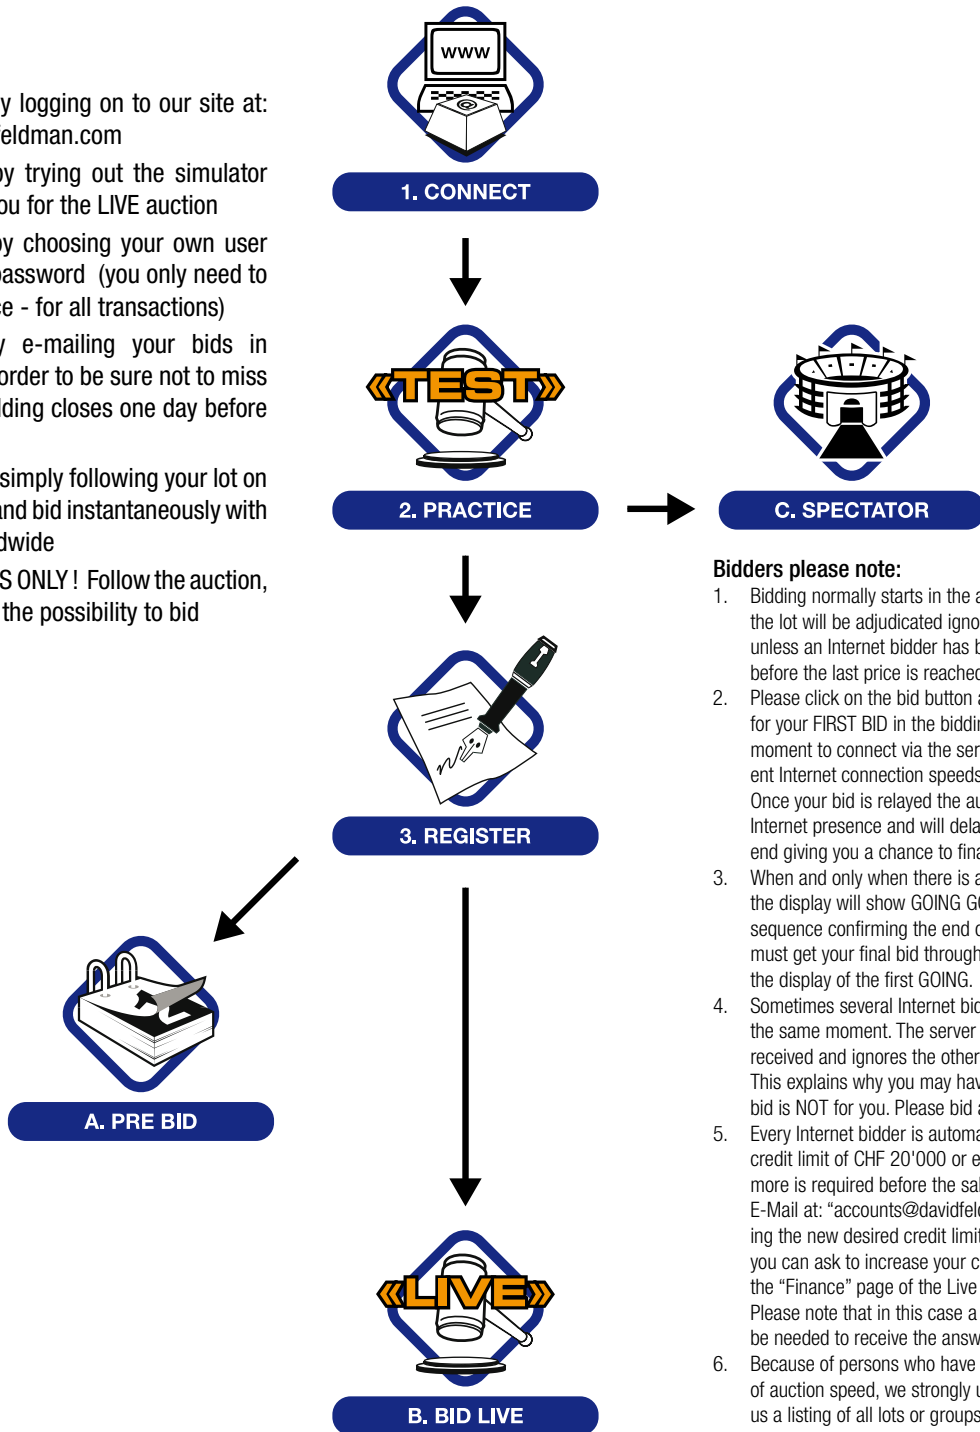 www
@
1. CONNECT
y logging on to our site at:
feldman.com
by trying out the simulator
ou for the LIVE auction
by choosing your own user
password (you only need to
ce - for all transactions)
y e-mailing your bids in
order to be sure not to miss
dding closes one day before
simply following your lot on
and bid instantaneously with
dwide
S ONLY ! Follow the auction,
the possibility to bid
«TEST»
2. PRACTICE
C. SPECTATOR
3. REGISTER
A. PRE BID
«LIVE»
B. BID LIVE
Bidders please note:
1. Bidding normally starts in the a
the lot will be adjudicated igno
unless an Internet bidder has b
before the last price is reached
2. Please click on the bid button a
for your FIRST BID in the biddin
moment to connect via the ser
ent Internet connection speeds
Once your bid is relayed the au
Internet presence and will dela
end giving you a chance to fina
3. When and only when there is a
the display will show GOING GO
sequence confirming the end o
must get your final bid through
the display of the first GOING.
4. Sometimes several Internet bid
the same moment. The server
received and ignores the other
This explains why you may hav
bid is NOT for you. Please bid a
5. Every Internet bidder is automa
credit limit of CHF 20'000 or e
more is required before the sal
E-Mail at: “accounts@davidfeld
ing the new desired credit limit
you can ask to increase your c
the “Finance” page of the Live
Please note that in this case a
be needed to receive the answ
6. Because of persons who have
of auction speed, we strongly u
us a listing of all lots or groups